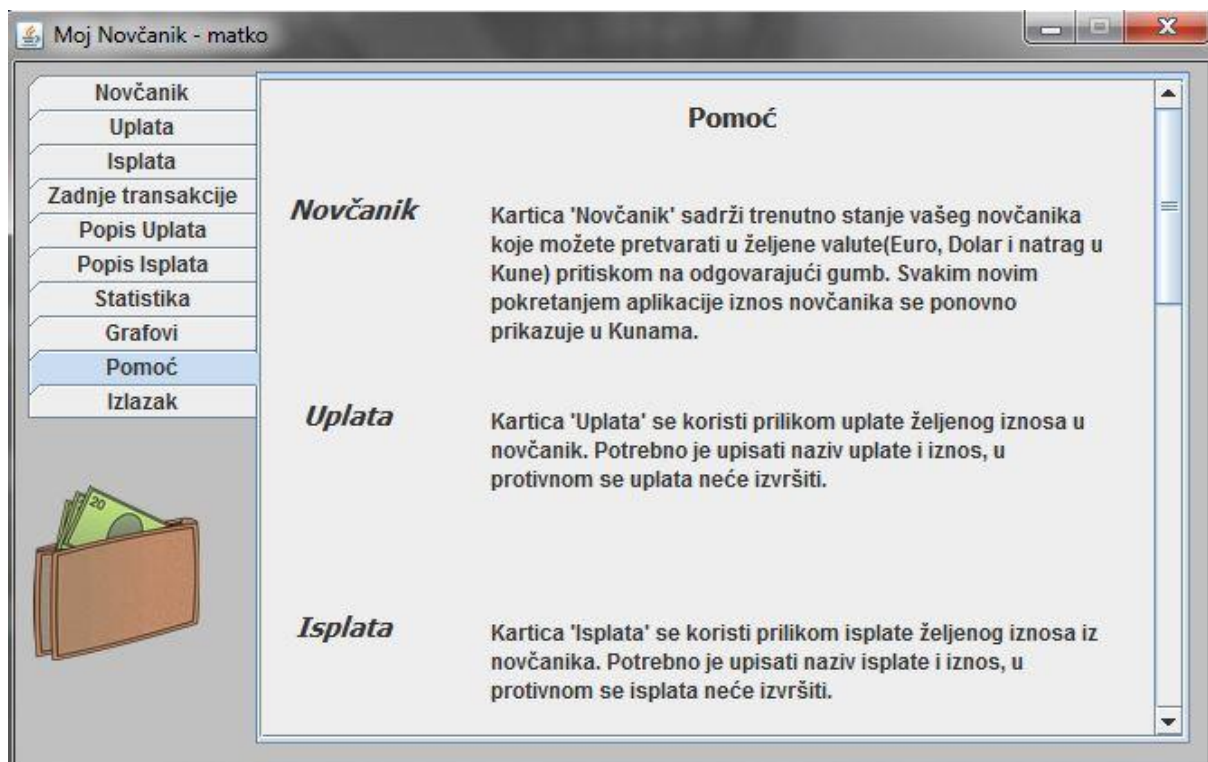 Moj Novčanik - matko
Novčanik
Uplata
Isplata
Zadnje transakcije
Popis Uplata
Popis Isplata
Statistika
Grafovi
Pomoć
Izlazak
20
Pomoć
Novčanik
Kartica 'Novčanik' sadrži trenutno stanje vašeg novčanika
koje možete pretvarati u željene valute(Euro, Dolar i natrag u
Kune) pritiskom na odgovarajući gumb. Svakim novim
pokretanjem aplikacije iznos novčanika se ponovno
prikazuje u Kunama.
Uplata
Kartica 'Uplata' se koristi prilikom uplate željenog iznosa u
novčanik. Potrebno je upisati naziv uplate i iznos, u
protivnom se uplata neće izvršiti.
Isplata
Kartica 'Isplata' se koristi prilikom isplate željenog iznosa iz
novčanika. Potrebno je upisati naziv isplate i iznos, u
protivnom se isplata neće izvršiti.